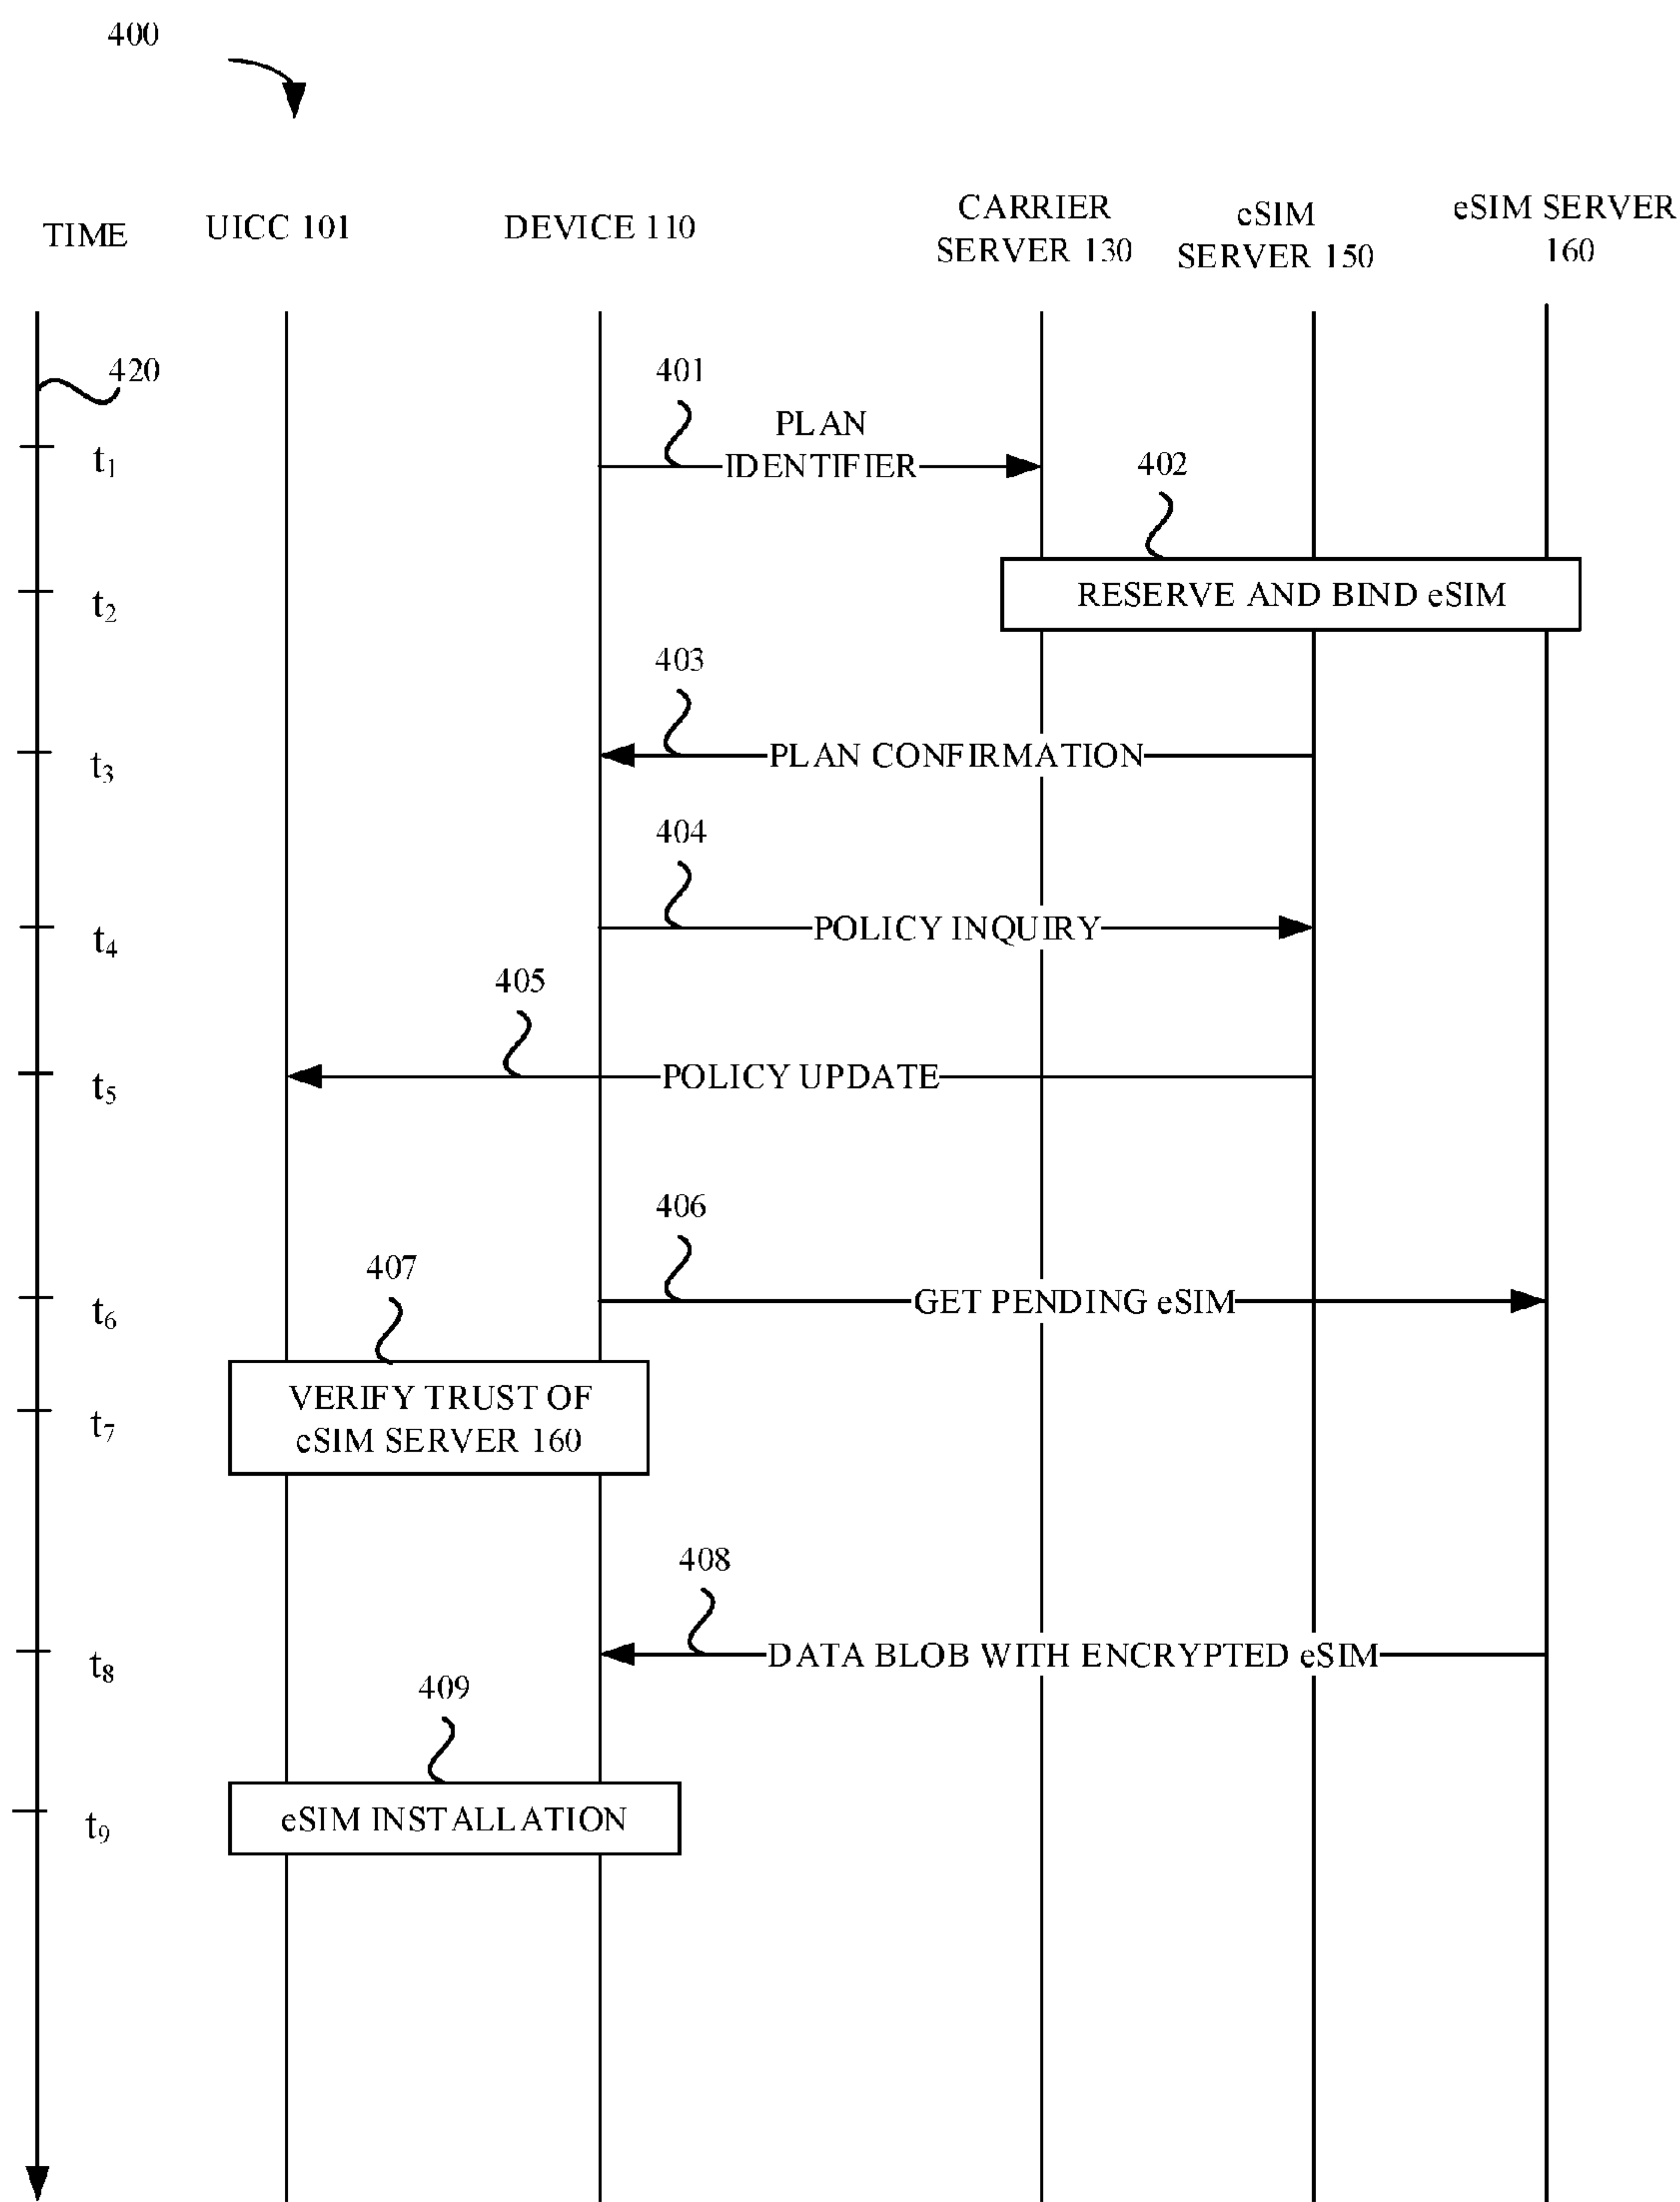 400
TIME
UICC 101
DEVICE 110
CARRIER
SERVER 130
eSIM
SERVER 150
eSIM SERVER
160
420
401
t1
PLAN
IDENTIFIER
402
t2
RESERVE AND BIND eSIM
403
t3
PLAN CONFIRMATION
404
t4
POLICY INQUIRY
405
t5
POLICY UPDATE
406
407
t6
GET PENDING eSIM
t7
VERIFY TRUST OF
eSIM SERVER 160
408
t8
DATA BLOB WITH ENCRYPTED eSIM
409
t9
eSIM INSTALLATION